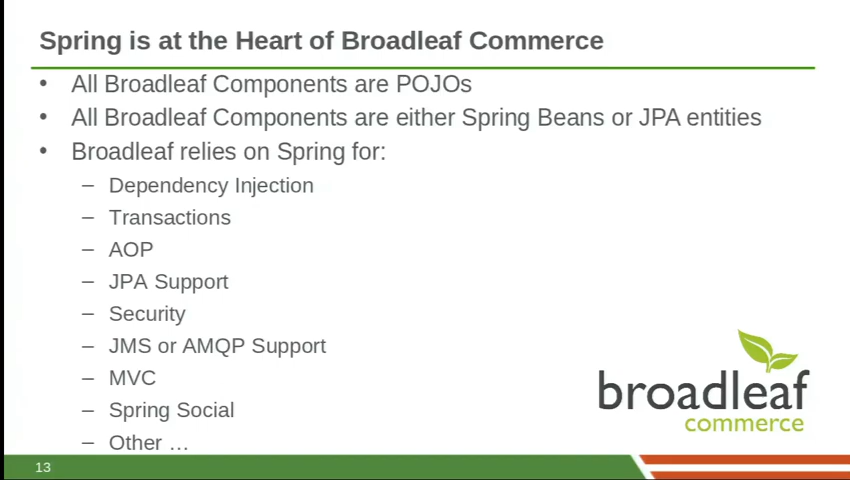 Spring is at the Heart of Broadleaf Commerce
• All Broadleaf Components are POJOs
• All Broadleaf Components are either Spring Beans or JPA entities
• Broadleaf relies on Spring for:
– Dependency Injection
– Transactions
– AOP
– JPA Support
– Security
– JMS or AMQP Support
– MVC
– Spring Social
– Other …
broadleaf
commerce
13